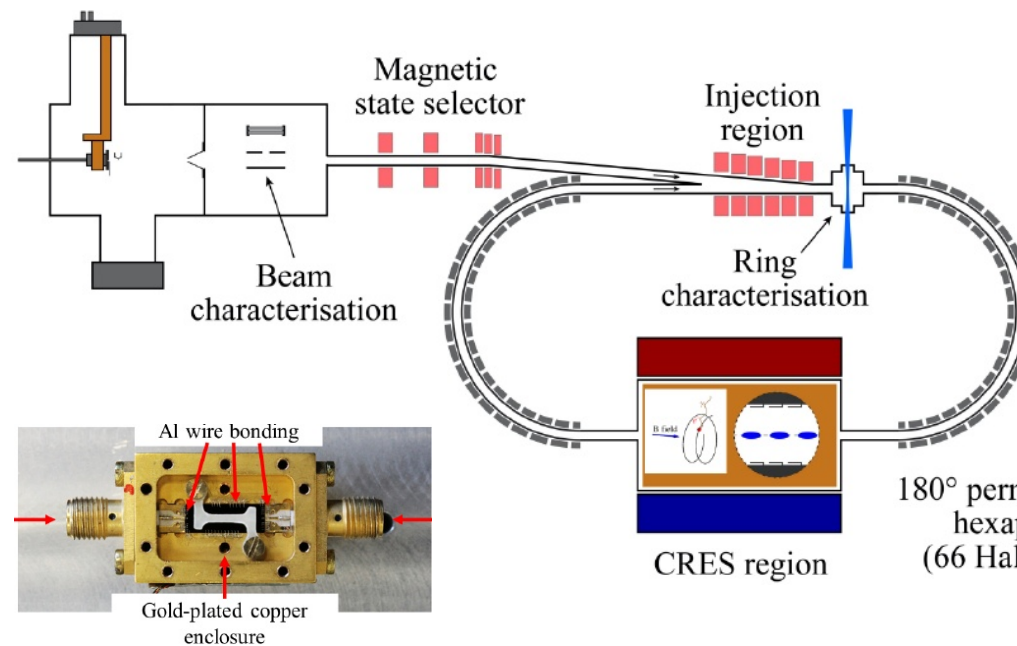 Magnetic
state selector
Injection
region
Beam
characterisation
Ring
characterisation
B field
CRES region
180° perm
hexap
(66 Hal
Al wire bonding
Gold-plated copper
enclosure